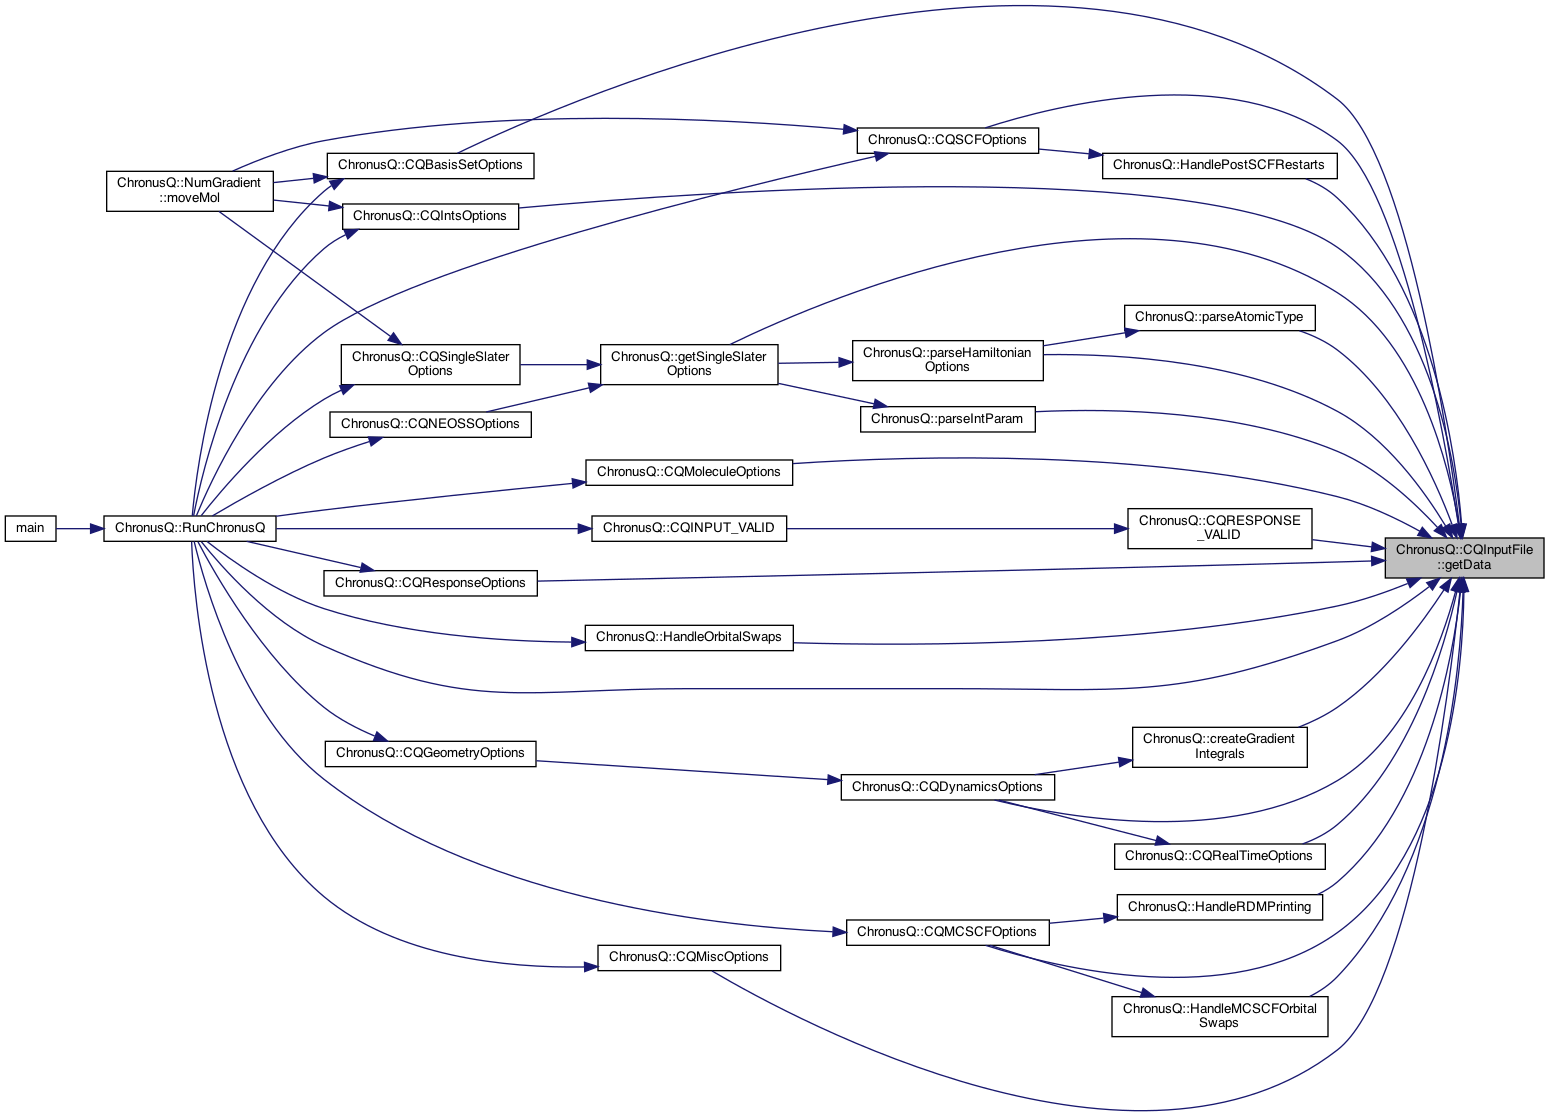 ChronusQ::CQSCFOptions
ChronusQ::CQBasisSetOptions
ChronusQ::HandlePostSCFRestarts
ChronusQ::NumGradient
::moveMol
ChronusQ::CQIntsOptions
ChronusQ::parseAtomicType
ChronusQ::CQSingleSlater
Options
ChronusQ::getSingleSlater
Options
ChronusQ::parseHamiltonian
Options
ChronusQ::CQNEOSSOptions
ChronusQ::parseIntParam
ChronusQ::CQMoleculeOptions
main
ChronusQ::RunChronusQ
ChronusQ::CQINPUT_VALID
ChronusQ::CQRESPONSE
_VALID
ChronusQ::CQInputFile
::getData
ChronusQ::CQResponseOptions
ChronusQ::HandleOrbitalSwaps
ChronusQ::CQGeometryOptions
ChronusQ::createGradient
Integrals
ChronusQ::CQDynamicsOptions
ChronusQ::CQRealTimeOptions
ChronusQ::HandleRDMPrinting
ChronusQ::CQMCSCFOptions
ChronusQ::CQMiscOptions
ChronusQ::HandleMCSCFOrbital
Swaps